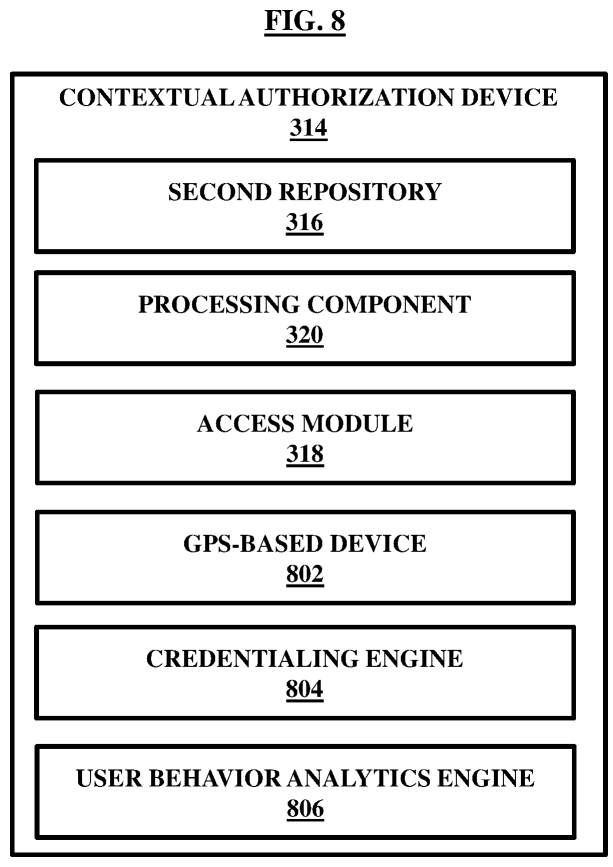 FIG. 8
CONTEXTUAL AUTHORIZATION DEVICE
314
SECOND REPOSITORY
316
PROCESSING COMPONENT
320
ACCESS MODULE
318
GPS-BASED DEVICE
802
CREDENTIALING ENGINE
804
USER BEHAVIOR ANALYTICS ENGINE
806